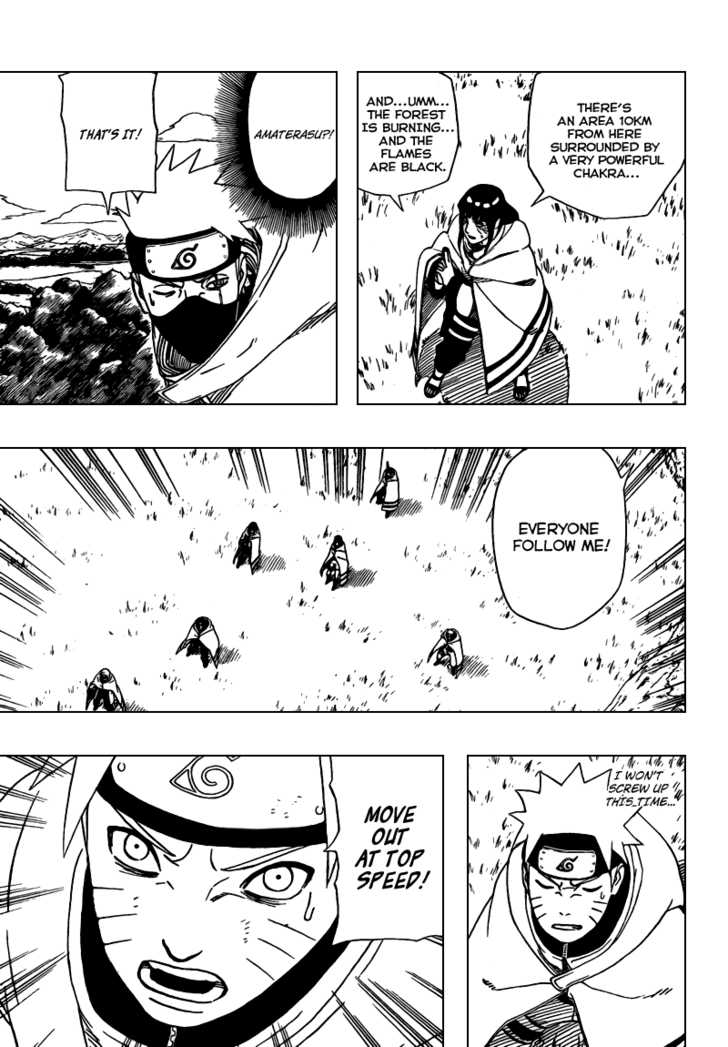 THERE'S
AN AREA 10KM
FROM HERE
SURROUNDED BY
A VERY POWERFUL
CHAKRA...
AND...UMM...
THE FOREST
IS BURNING...
AND THE
FLAMES
ARE BLACK.
AMATERASU?!
THAT'S IT!
EVERYONE
FOLLOW ME!
I WON'T
SCREW UP
THIS TIME...
MOVE
OUT
AT TOP
SPEED!